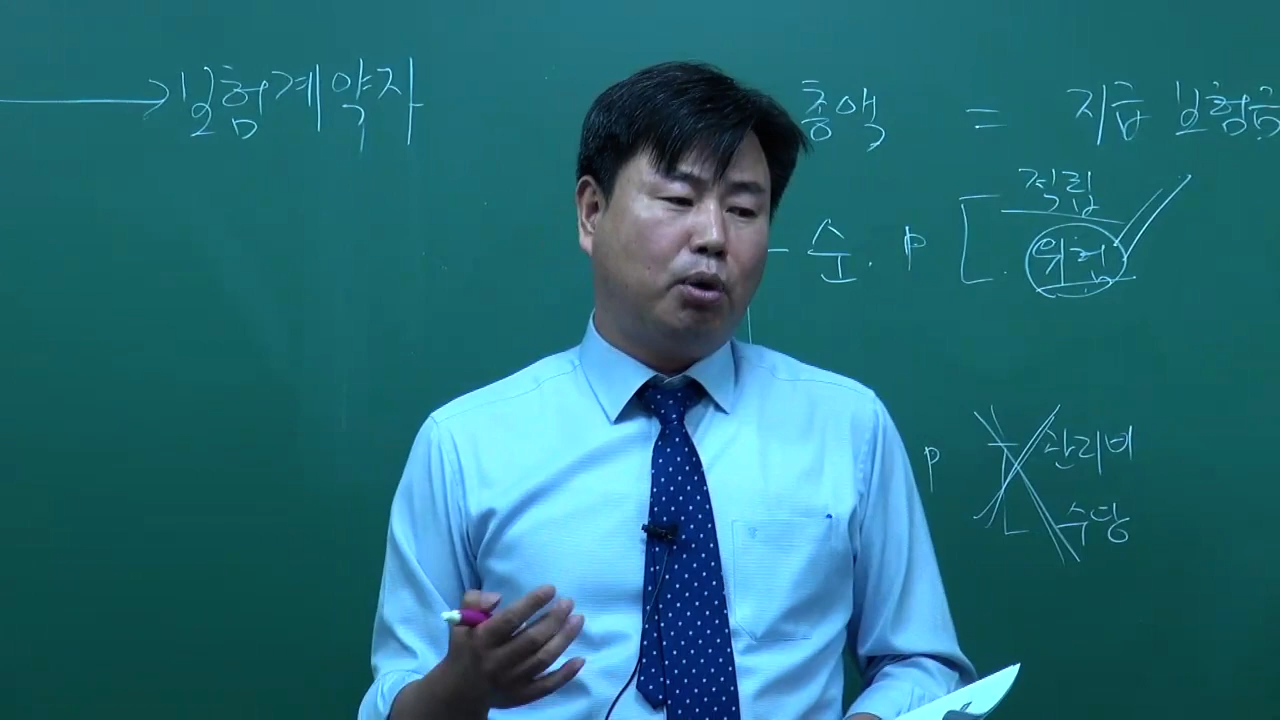 보험계약자
총액 = 지급 보험금
적립
순. P
위험
P 관리비
수당